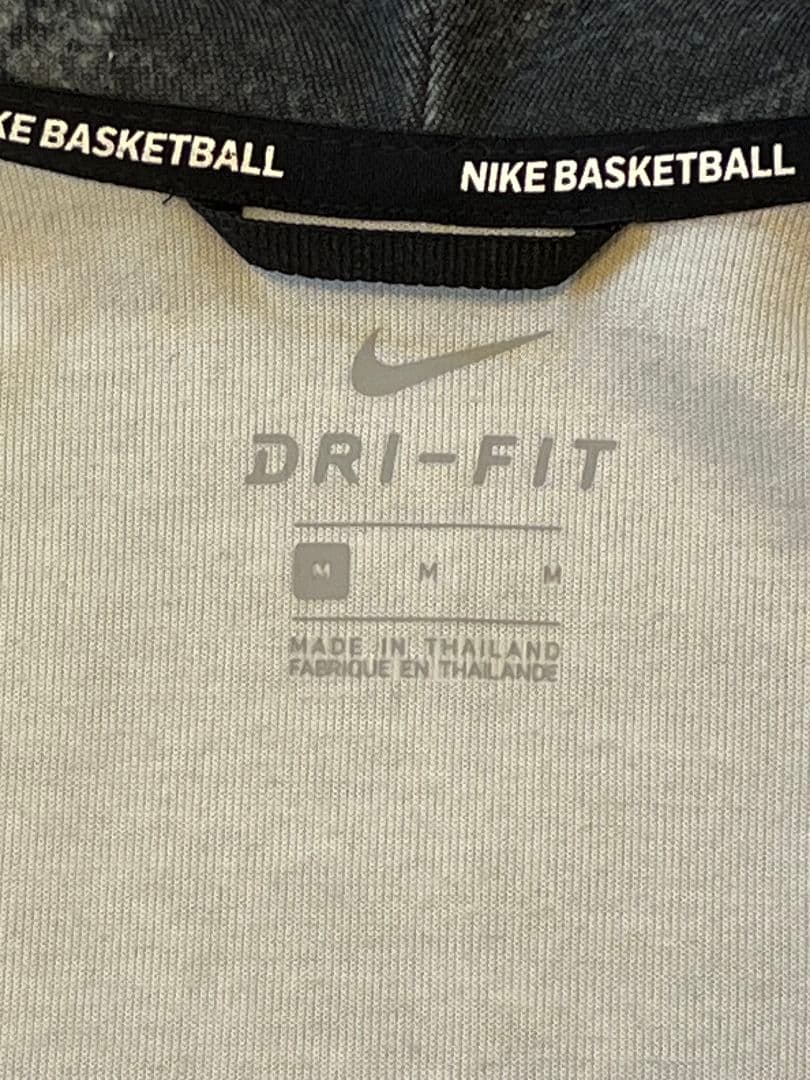 KE BASKETBALL NIKE BASKETBALL
DRI-FIT
M M M
MADE IN THAILAND
FABRIQUE EN THAILANDE